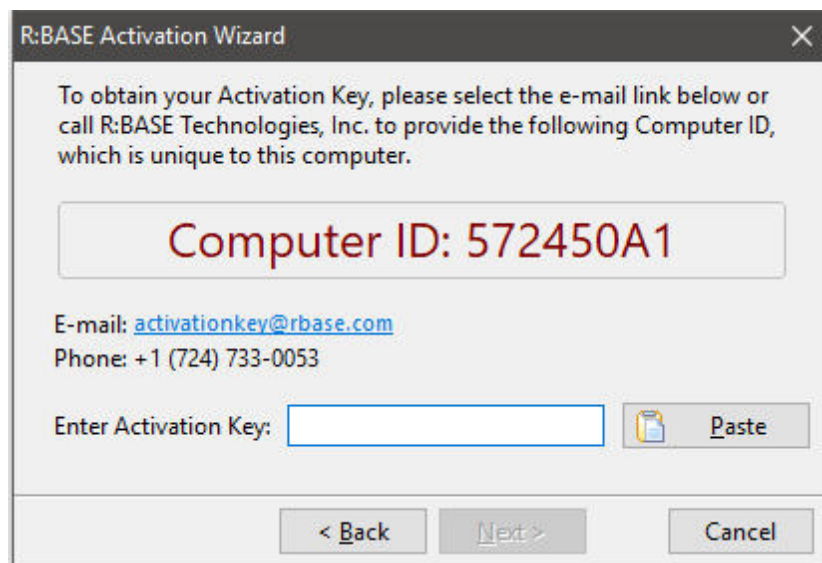 R:BASE Activation Wizard
To obtain your Activation Key, please select the e-mail link below or
call R:BASE Technologies, Inc. to provide the following Computer ID,
which is unique to this computer.
Computer ID: 572450A1
E-mail: activationkey@rbase.com
Phone: +1 (724) 733-0053
Enter Activation Key: Paste
< Back Next > Cancel